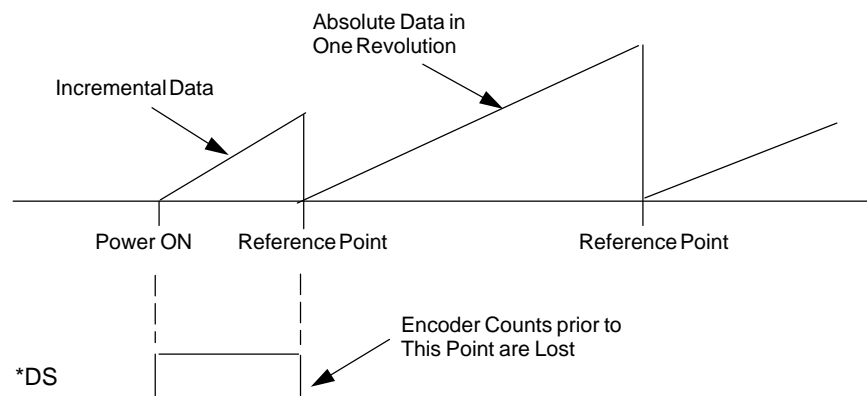 Absolute Data in
One Revolution
Incremental Data
Power ON
Reference Point
Reference Point
Encoder Counts prior to
This Point are Lost
*DS